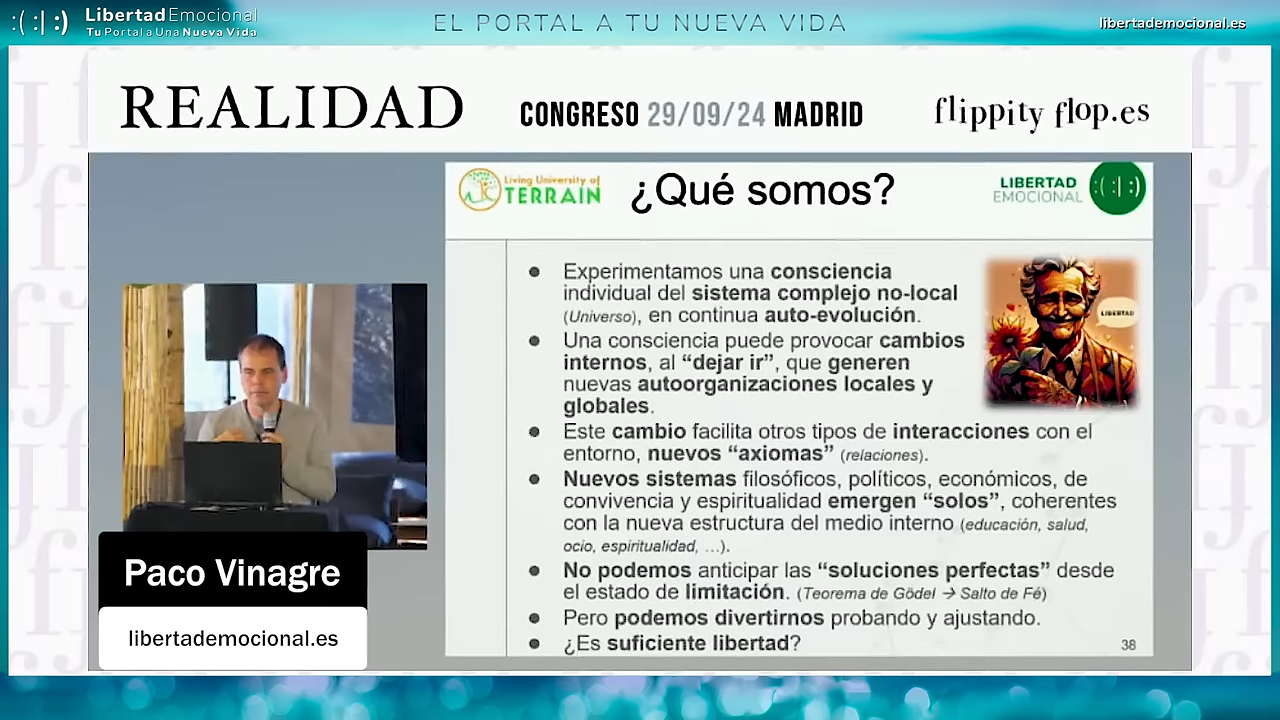 :(|:) LibertadEmocional
Tu Portal a Una Nueva Vida
EL PORTAL A TU NUEVA VIDA
libertademocional.es
REALIDAD
CONGRESO 29/09/24 MADRID
flippity flop.es
Living University of
TERRAIN
¿Qué somos?
LIBERTAD
EMOCIONAL
:(|:)
● Experimentamos una consciencia
individual del sistema complejo no-local
(Universo), en continua auto-evolución.
● Una consciencia puede provocar cambios
internos, al “dejar ir”, que generen
nuevas autoorganizaciones locales y
globales.
LIBERTAD
● Este cambio facilita otros tipos de interacciones con el
entorno, nuevos “axiomas” (relaciones).
● Nuevos sistemas filosóficos, políticos, económicos, de
convivencia y espiritualidad emergen “solos”, coherentes
con la nueva estructura del medio interno (educación, salud,
ocio, espiritualidad, …).
● No podemos anticipar las “soluciones perfectas” desde
el estado de limitación. (Teorema de Gödel → Salto de Fé)
● Pero podemos divertirnos probando y ajustando.
● ¿Es suficiente libertad?
38
Paco Vinagre
libertademocional.es